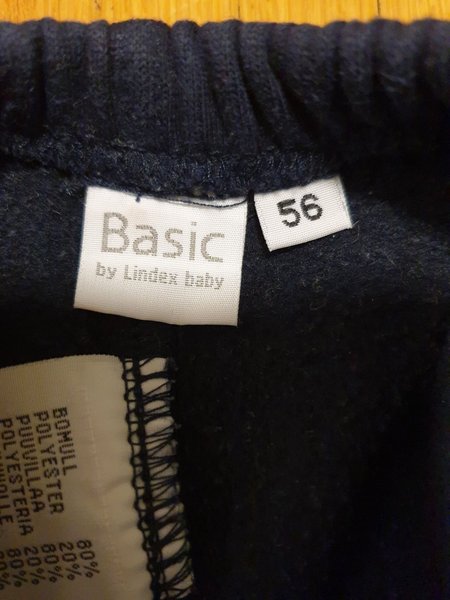 Basic
by Lindex baby
56
BOMULL 80%
POLYESTER 20%
PUUVILLAA 80%
POLYESTERIA 20%